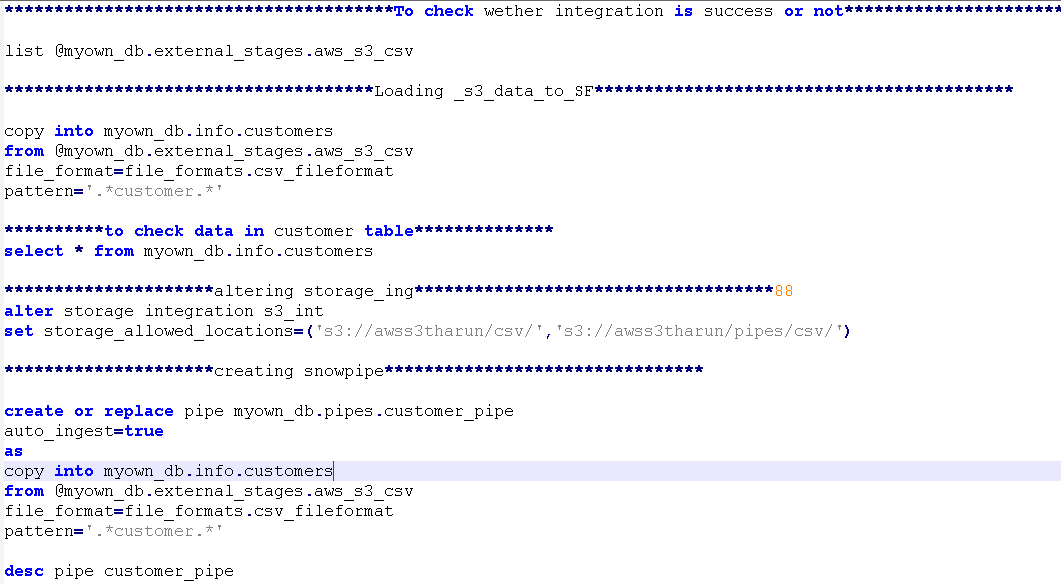 ***************************************To check wether integration is success or not**********************
list @myown_db.external_stages.aws_s3_csv
*************************************Loading _s3_data_to_SF******************************************
copy into myown_db.info.customers
from @myown_db.external_stages.aws_s3_csv
file_format=file_formats.csv_fileformat
pattern='.*customer.*'
**********to check data in customer table**************
select * from myown_db.info.customers
*********************altering storage_ing************************************88
alter storage integration s3_int
set storage_allowed_locations=('s3://awss3tharun/csv/','s3://awss3tharun/pipes/csv/')
*********************creating snowpipe********************************
create or replace pipe myown_db.pipes.customer_pipe
auto_ingest=true
as
copy into myown_db.info.customers
from @myown_db.external_stages.aws_s3_csv
file_format=file_formats.csv_fileformat
pattern='.*customer.*'
desc pipe customer_pipe